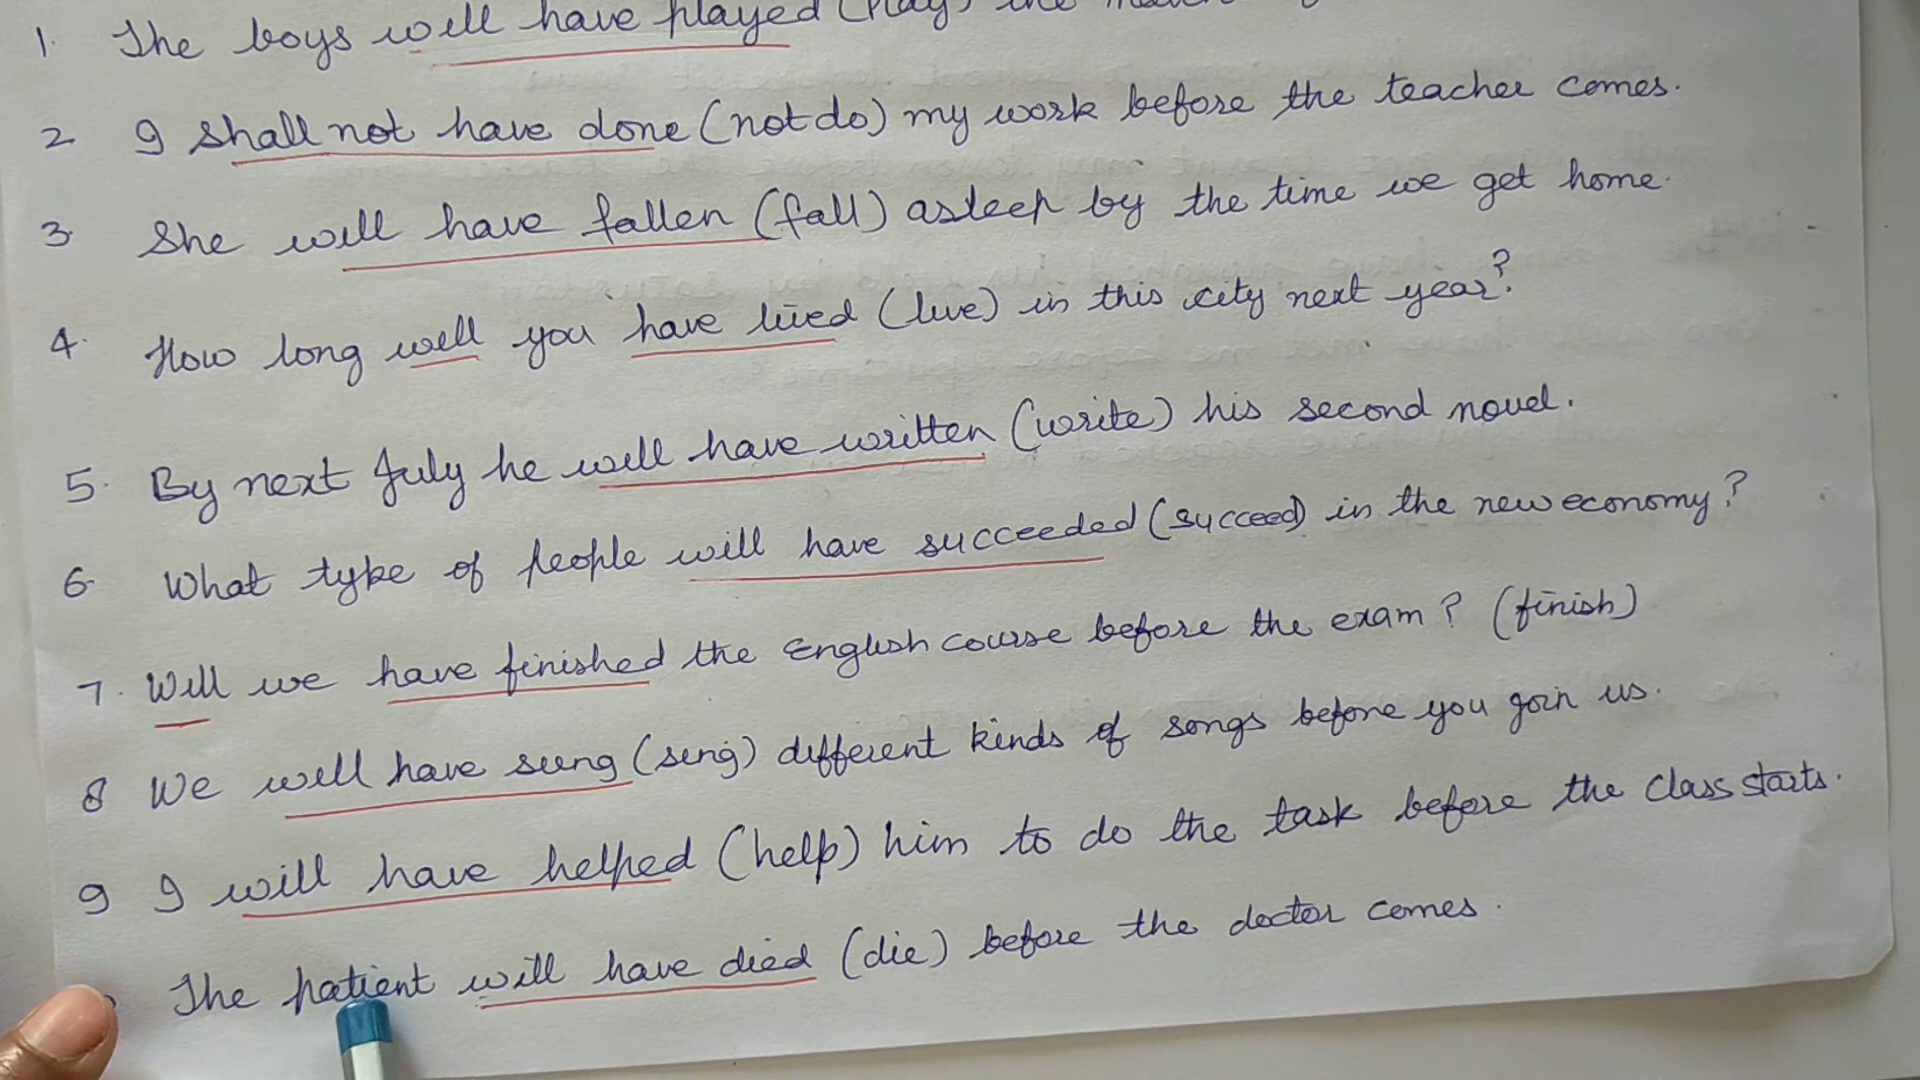 1. The boys will have played (Play) the
2 I shall not have done (not do) my work before the teacher comes.
3. She will have fallen (fall) asleep by the time we get home.
4. How long will you have lived (live) in this city next year?
5. By next July he will have written (write) his second novel.
6. What type of people will have succeeded (succeed) in the new economy?
7. Will we have finished the English course before the exam? (finish)
8 We will have sung (sing) different kinds of songs before you join us.
9 I will have helped (help) him to do the task before the class starts.
The patient will have died (die) before the doctor comes.